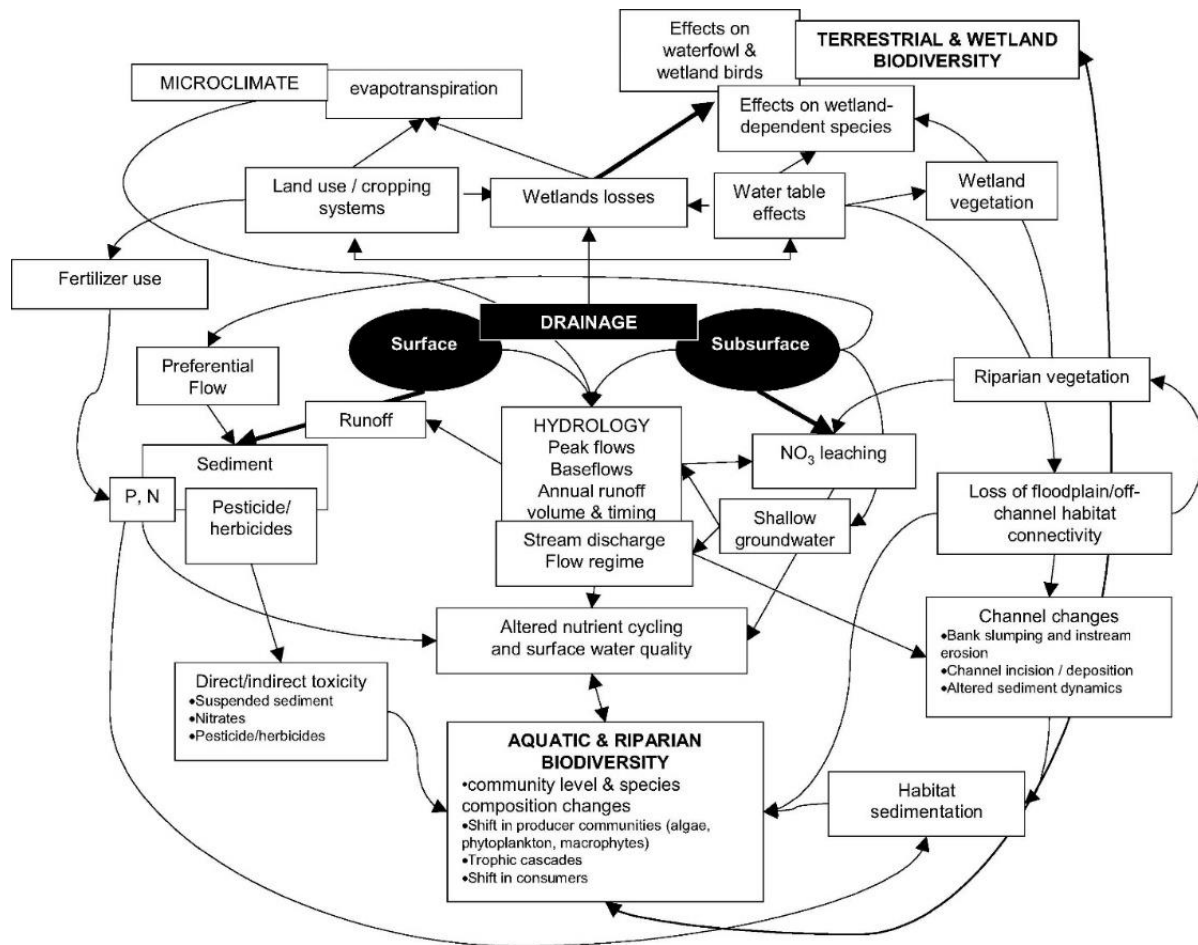 Effects on
waterfowl &
wetland birds
TERRESTRIAL & WETLAND
BIODIVERSITY
MICROCLIMATE
evapotranspiration
Effects on wetland-
dependent species
Land use / cropping
systems
Wetlands losses
Water table
effects
Wetland
vegetation
Fertilizer use
DRAINAGE
Surface
Subsurface
Preferential
Flow
Riparian vegetation
Runoff
HYDROLOGY
Peak flows
Baseflows
Annual runoff
volume & timing
NO₃ leaching
Sediment
P, N
Pesticide/
herbicides
Stream discharge
Flow regime
Shallow
groundwater
Loss of floodplain/off-
channel habitat
connectivity
Altered nutrient cycling
and surface water quality
Channel changes
•Bank slumping and instream
erosion
•Channel incision / deposition
•Altered sediment dynamics
Direct/indirect toxicity
•Suspended sediment
•Nitrates
•Pesticide/herbicides
AQUATIC & RIPARIAN
BIODIVERSITY
•community level & species
composition changes
•Shift in producer communities (algae,
phytoplankton, macrophytes)
•Trophic cascades
•Shift in consumers
Habitat
sedimentation